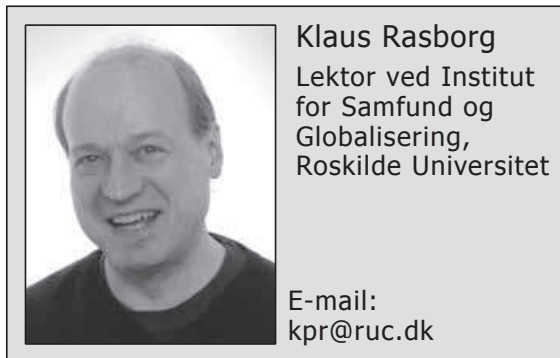 Klaus Rasborg
Lektor ved Institut
for Samfund og
Globalisering,
Roskilde Universitet
E-mail:
kpr@ruc.dk